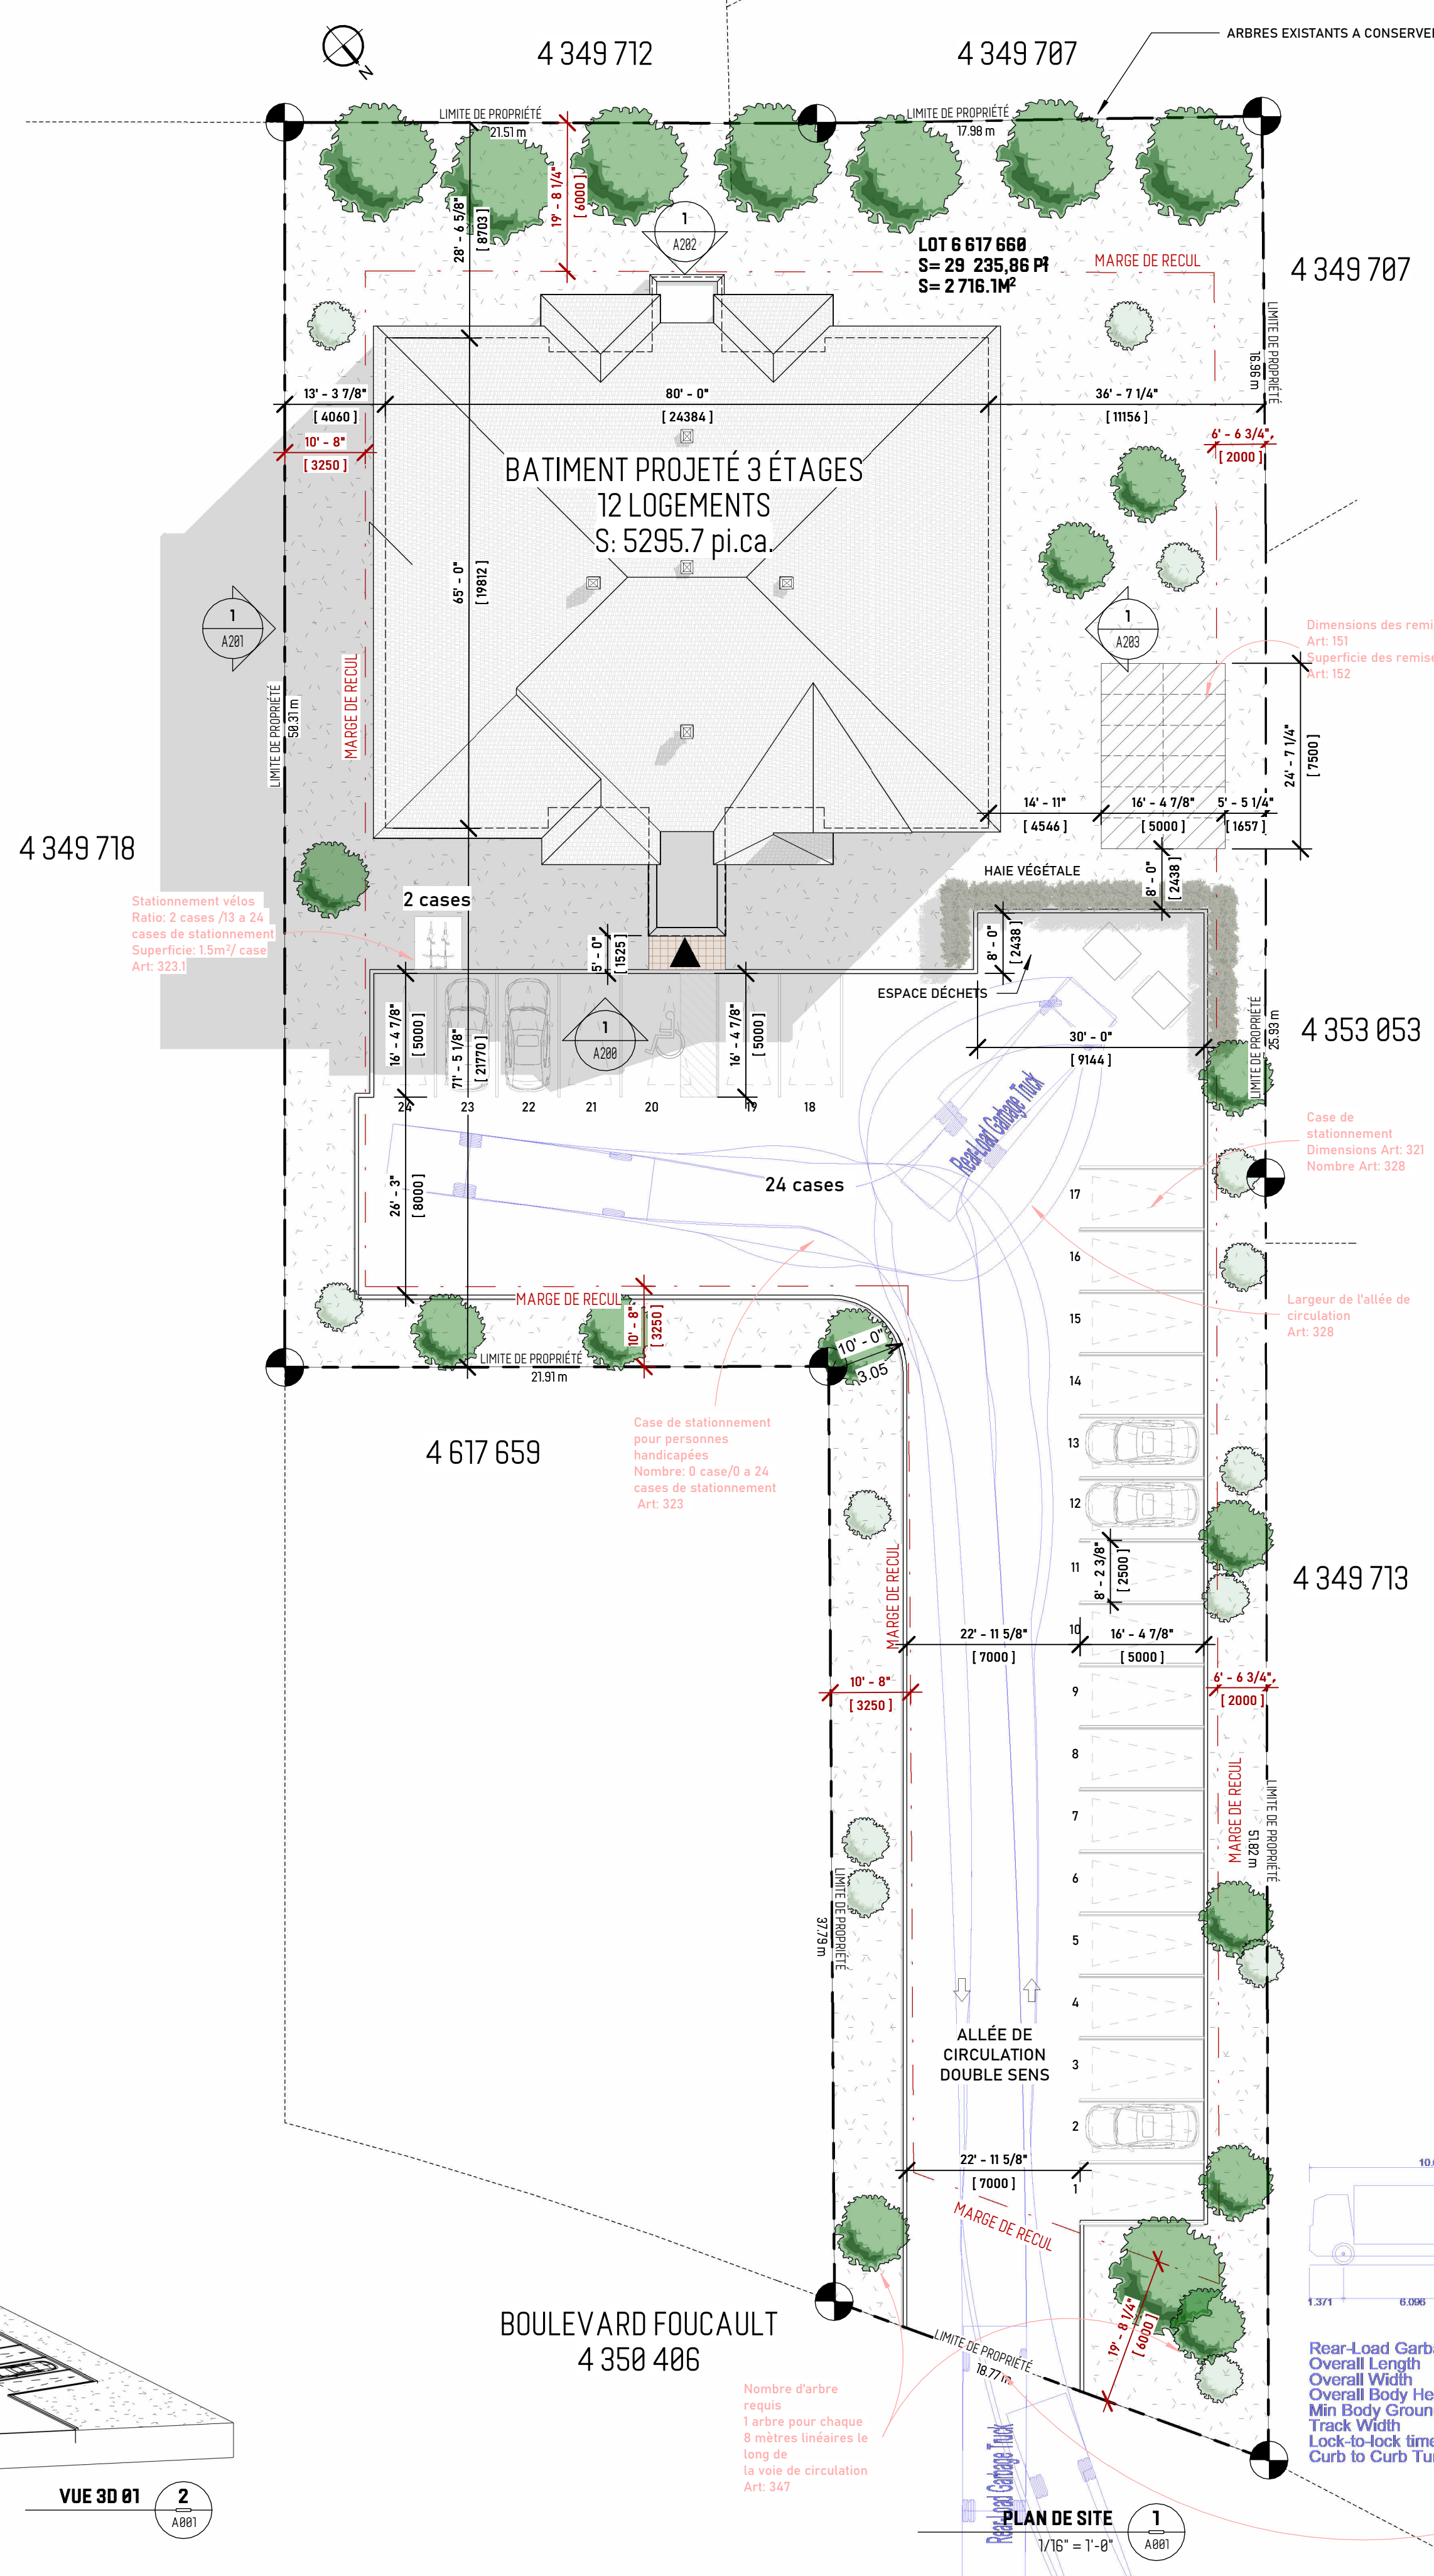 4 349 712
4 349 707
ARBRES EXISTANTS A CONSERVER
N
LIMITE DE PROPRIÉTÉ
21.51 m
LIMITE DE PROPRIÉTÉ
17.98 m
28' - 6 5/8"
[ 8703 ]
19' - 8 1/4"
[ 6000 ]
1
A202
LOT 6 617 660
S= 29 235,86 PI²
S= 2 716.1M²
MARGE DE RECUL
4 349 707
LIMITE DE PROPRIÉTÉ
16.96 m
13' - 3 7/8"
[ 4060 ]
80' - 0"
[ 24384 ]
36' - 7 1/4"
[ 11156 ]
10' - 8"
[ 3250 ]
6' - 6 3/4"
[ 2000 ]
BATIMENT PROJETÉ 3 ÉTAGES
12 LOGEMENTS
S: 5295.7 pi.ca.
65' - 0"
[ 19812 ]
1
A201
1
A203
Dimensions des remi
Art: 151
Superficie des remise
Art: 152
MARGE DE RECUL
LIMITE DE PROPRIÉTÉ
50.31 m
24' - 7 1/4"
[ 7500 ]
14' - 11"
[ 4546 ]
16' - 4 7/8"
[ 5000 ]
5' - 5 1/4"
[ 1657 ]
4 349 718
HAIE VÉGÉTALE
8' - 0"
[ 2438 ]
Stationnement vélos
Ratio: 2 cases /13 a 24
cases de stationnement
Superficie: 1.5m²/ case
Art: 323.1
2 cases
5' - 0"
[ 1525 ]
8' - 0"
[ 2438 ]
ESPACE DÉCHETS
16' - 4 7/8"
[ 5000 ]
71' - 5 1/8"
[ 21770 ]
1
A200
16' - 4 7/8"
[ 5000 ]
30' - 0"
[ 9144 ]
LIMITE DE PROPRIÉTÉ
25.93 m
4 353 053
24
23
22
21
20
19
18
Rear-Load Garbage Truck
Case de
stationnement
Dimensions Art: 321
Nombre Art: 328
26' - 3"
[ 8000 ]
24 cases
17
16
15
14
13
12
11
10
9
8
7
6
5
4
3
2
1
Largeur de l'allée de
circulation
Art: 328
MARGE DE RECUL
10' - 8"
[ 3250 ]
LIMITE DE PROPRIÉTÉ
21.91 m
10' - 0"
3.05
4 617 659
Case de stationnement
pour personnes
handicapées
Nombre: 0 case/0 a 24
cases de stationnement
Art: 323
8' - 2 3/8"
[ 2500 ]
4 349 713
MARGE DE RECUL
22' - 11 5/8"
[ 7000 ]
16' - 4 7/8"
[ 5000 ]
10' - 8"
[ 3250 ]
6' - 6 3/4"
[ 2000 ]
MARGE DE RECUL
LIMITE DE PROPRIÉTÉ
51.82 m
LIMITE DE PROPRIÉTÉ
37.79 m
ALLÉE DE
CIRCULATION
DOUBLE SENS
22' - 11 5/8"
[ 7000 ]
MARGE DE RECUL
19' - 8 1/4"
[ 6000 ]
BOULEVARD FOUCAULT
4 350 406
LIMITE DE PROPRIÉTÉ
18.77 m
Nombre d'arbre
requis
1 arbre pour chaque
8 mètres linéaires le
long de
la voie de circulation
Art: 347
Rear-Load Garbage Truck
10.
1.371
6.096
Rear-Load Garb
Overall Length
Overall Width
Overall Body He
Min Body Groun
Track Width
Lock-to-lock time
Curb to Curb Tu
VUE 3D 01
2
A001
PLAN DE SITE
1/16" = 1'-0"
1
A001